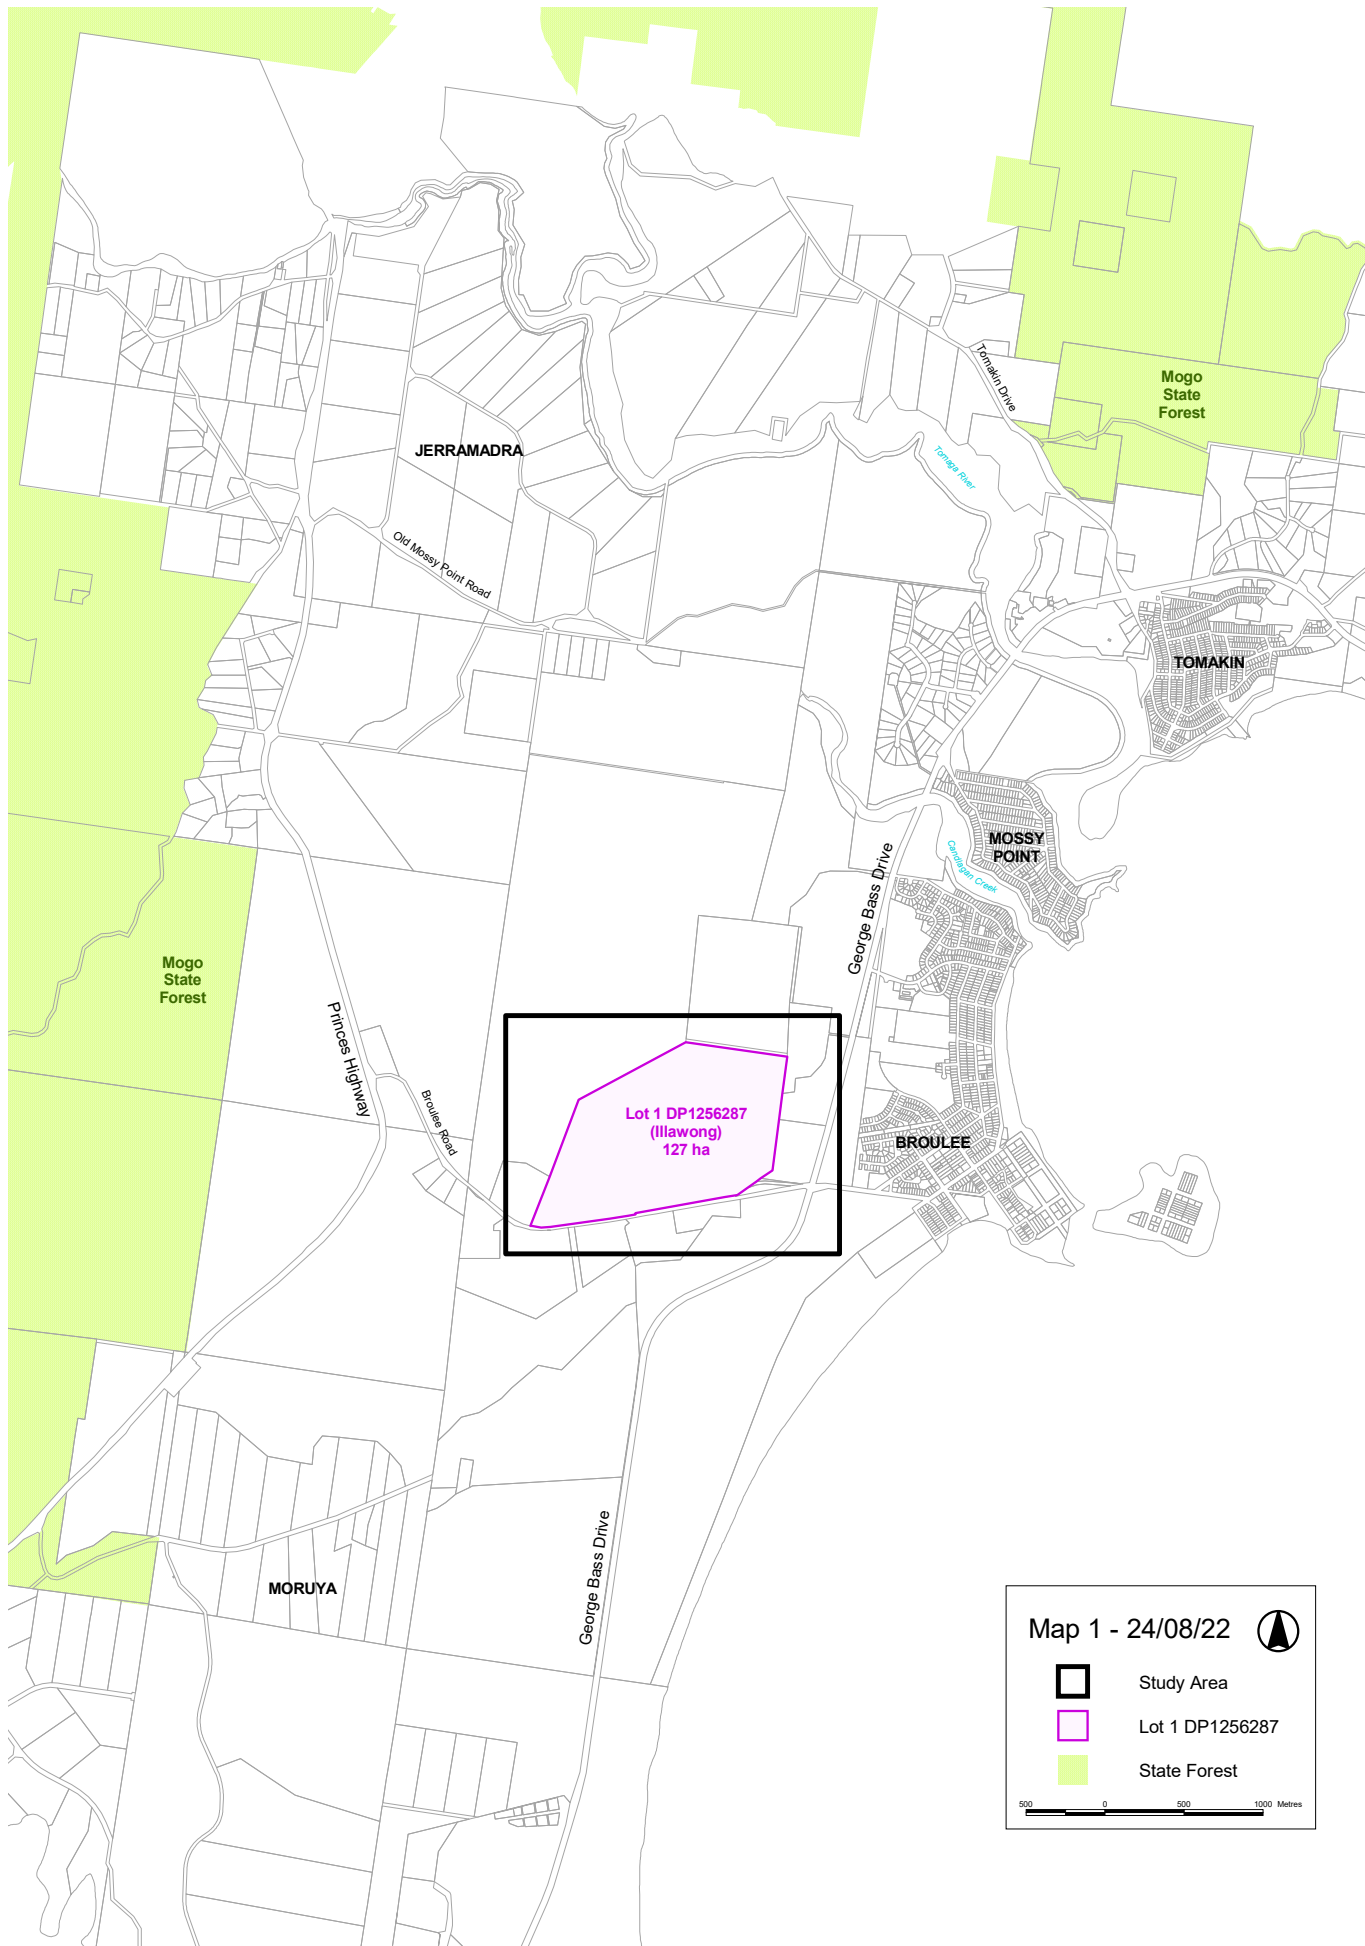 Mogo
State
Forest
Tomakin Drive
JERRAMADRA
Tomaga River
Old Mossy Point Road
TOMAKIN
MOSSY
POINT
Candlagan Creek
George Bass Drive
Mogo
State
Forest
Princes Highway
Broulee Road
Lot 1 DP1256287
(Illawong)
127 ha
BROULEE
George Bass Drive
MORUYA
Map 1 - 24/08/22
Study Area
Lot 1 DP1256287
State Forest
500 0 500 1000 Metres